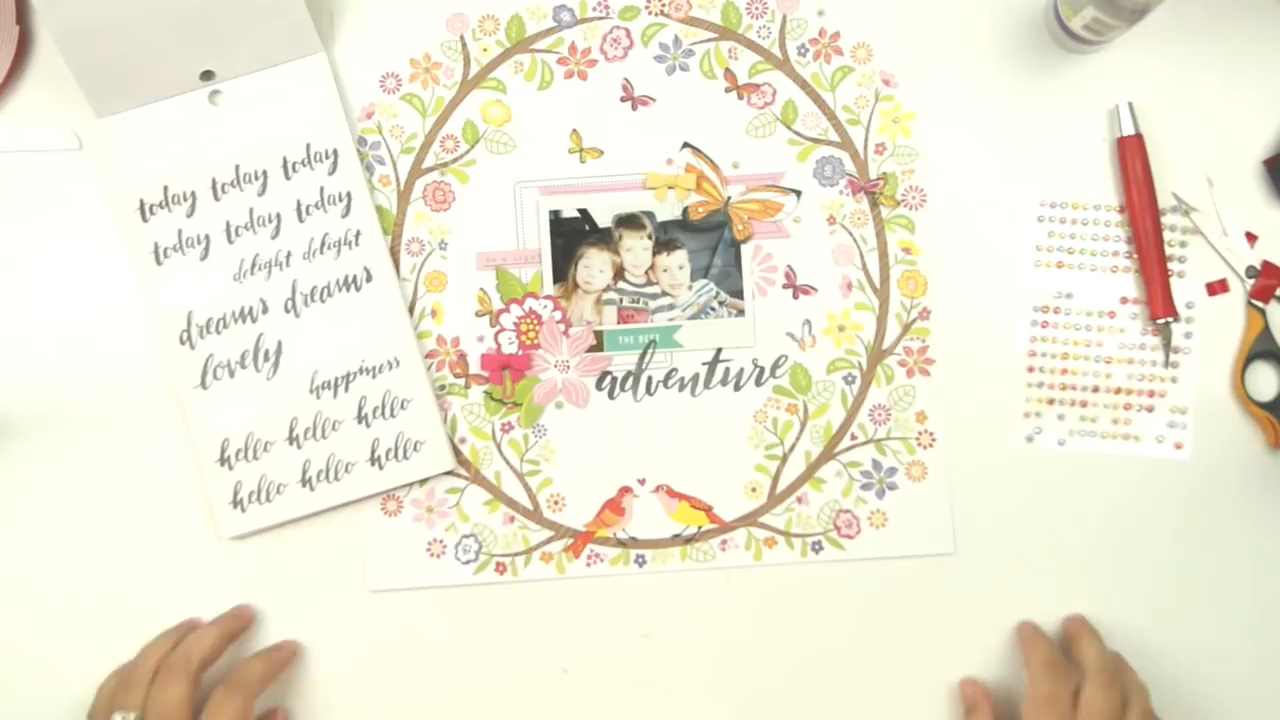 today today today
today today today
delight delight
dreams dreams
lovely
happiness
hello hello hello
hello hello hello
THE BEST
adventure